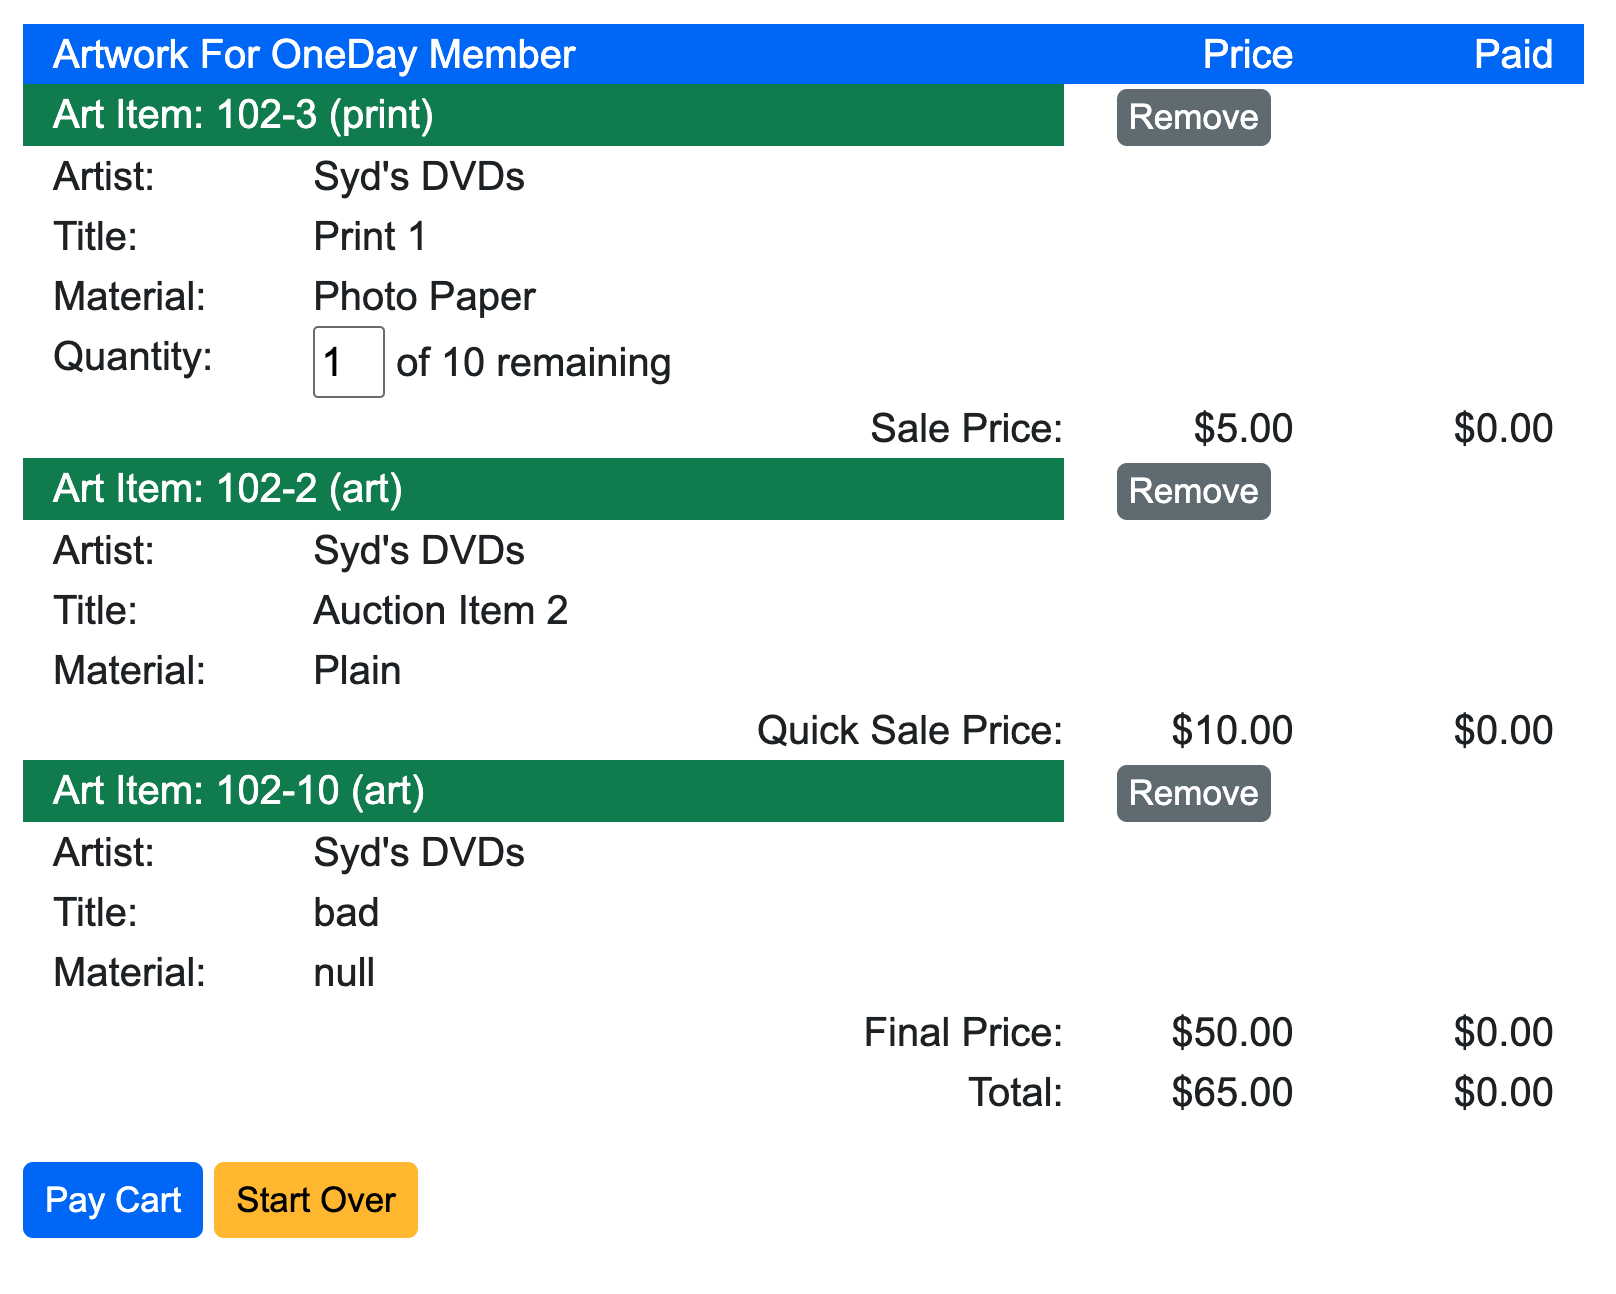 Artwork For OneDay Member Price Paid
Art Item: 102-3 (print) Remove
Artist: Syd's DVDs
Title: Print 1
Material: Photo Paper
Quantity: 1 of 10 remaining
Sale Price: $5.00 $0.00
Art Item: 102-2 (art) Remove
Artist: Syd's DVDs
Title: Auction Item 2
Material: Plain
Quick Sale Price: $10.00 $0.00
Art Item: 102-10 (art) Remove
Artist: Syd's DVDs
Title: bad
Material: null
Final Price: $50.00 $0.00
Total: $65.00 $0.00
Pay Cart Start Over